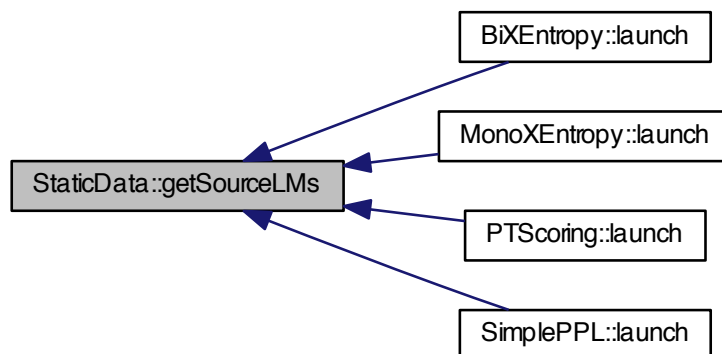 BiXEntropy::launch
MonoXEntropy::launch
StaticData::getSourceLMs
PTScoring::launch
SimplePPL::launch